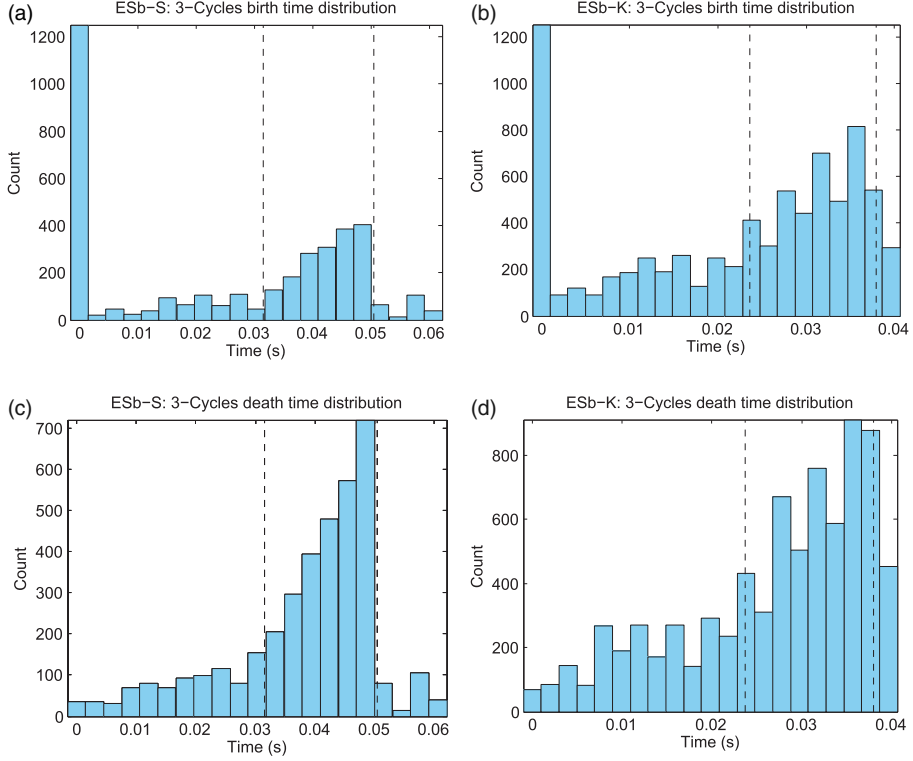 (a)
ESb−S: 3−Cycles birth time distribution
1200
1000
800
600
400
200
0
Count
0 0.01 0.02 0.03 0.04 0.05 0.06
Time (s)
(b)
ESb−K: 3−Cycles birth time distribution
1200
1000
800
600
400
200
0
Count
0 0.01 0.02 0.03 0.04
Time (s)
(c)
ESb−S: 3−Cycles death time distribution
700
600
500
400
300
200
100
0
Count
0 0.01 0.02 0.03 0.04 0.05 0.06
Time (s)
(d)
ESb−K: 3−Cycles death time distribution
800
600
400
200
0
Count
0 0.01 0.02 0.03 0.04
Time (s)